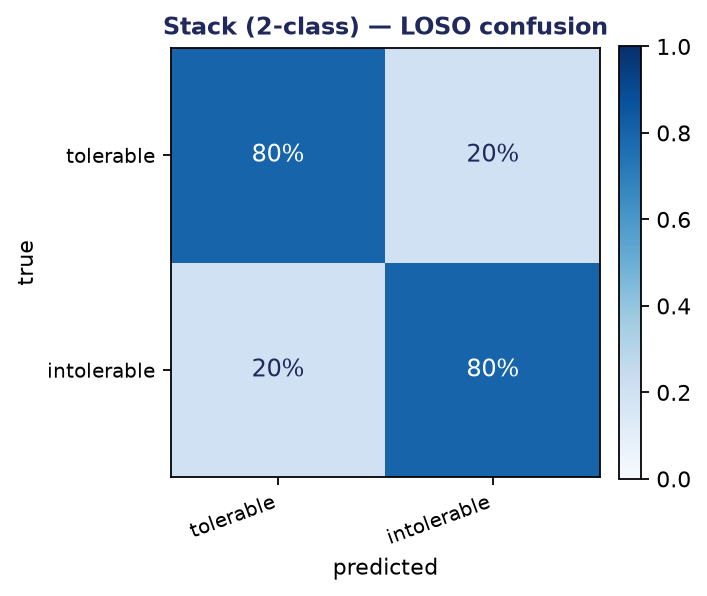 Stack (2-class) — LOSO confusion
1.0
tolerable
80%
20%
0.8
0.6
true
0.4
intolerable
20%
80%
0.2
0.0
tolerable
intolerable
predicted